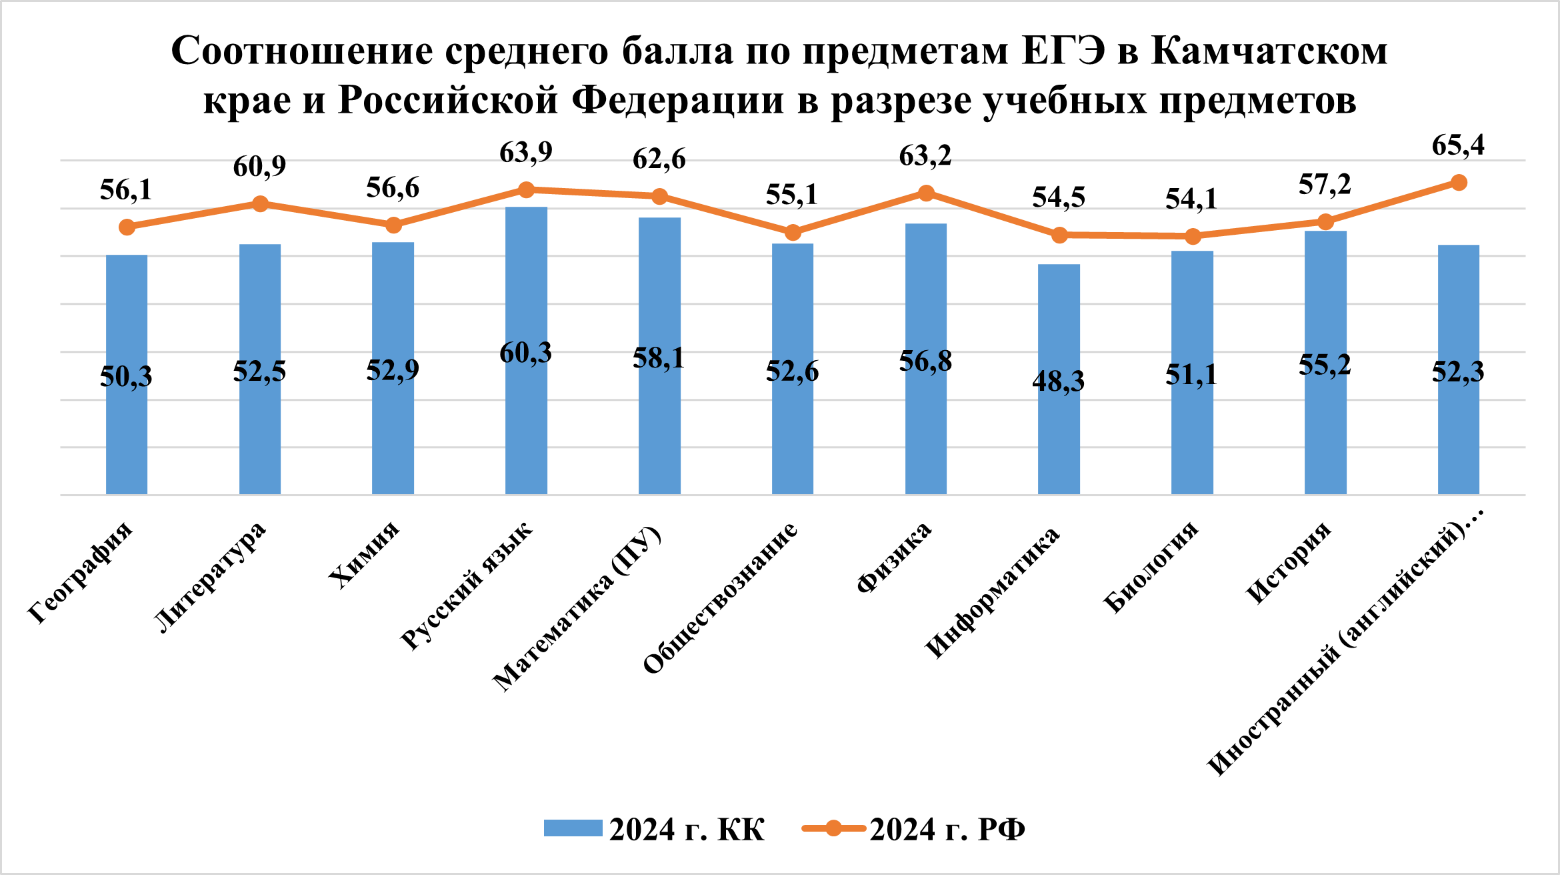 Соотношение среднего балла по предметам ЕГЭ в Камчатском
крае и Российской Федерации в разрезе учебных предметов
56,1
60,9
56,6
63,9
62,6
55,1
63,2
54,5
54,1
57,2
65,4
50,3
52,5
52,9
60,3
58,1
52,6
56,8
48,3
51,1
55,2
52,3
География
Литература
Химия
Русский язык
Математика (ПУ)
Обществознание
Физика
Информатика
Биология
История
Иностранный (английский)…
2024 г. КК
2024 г. РФ